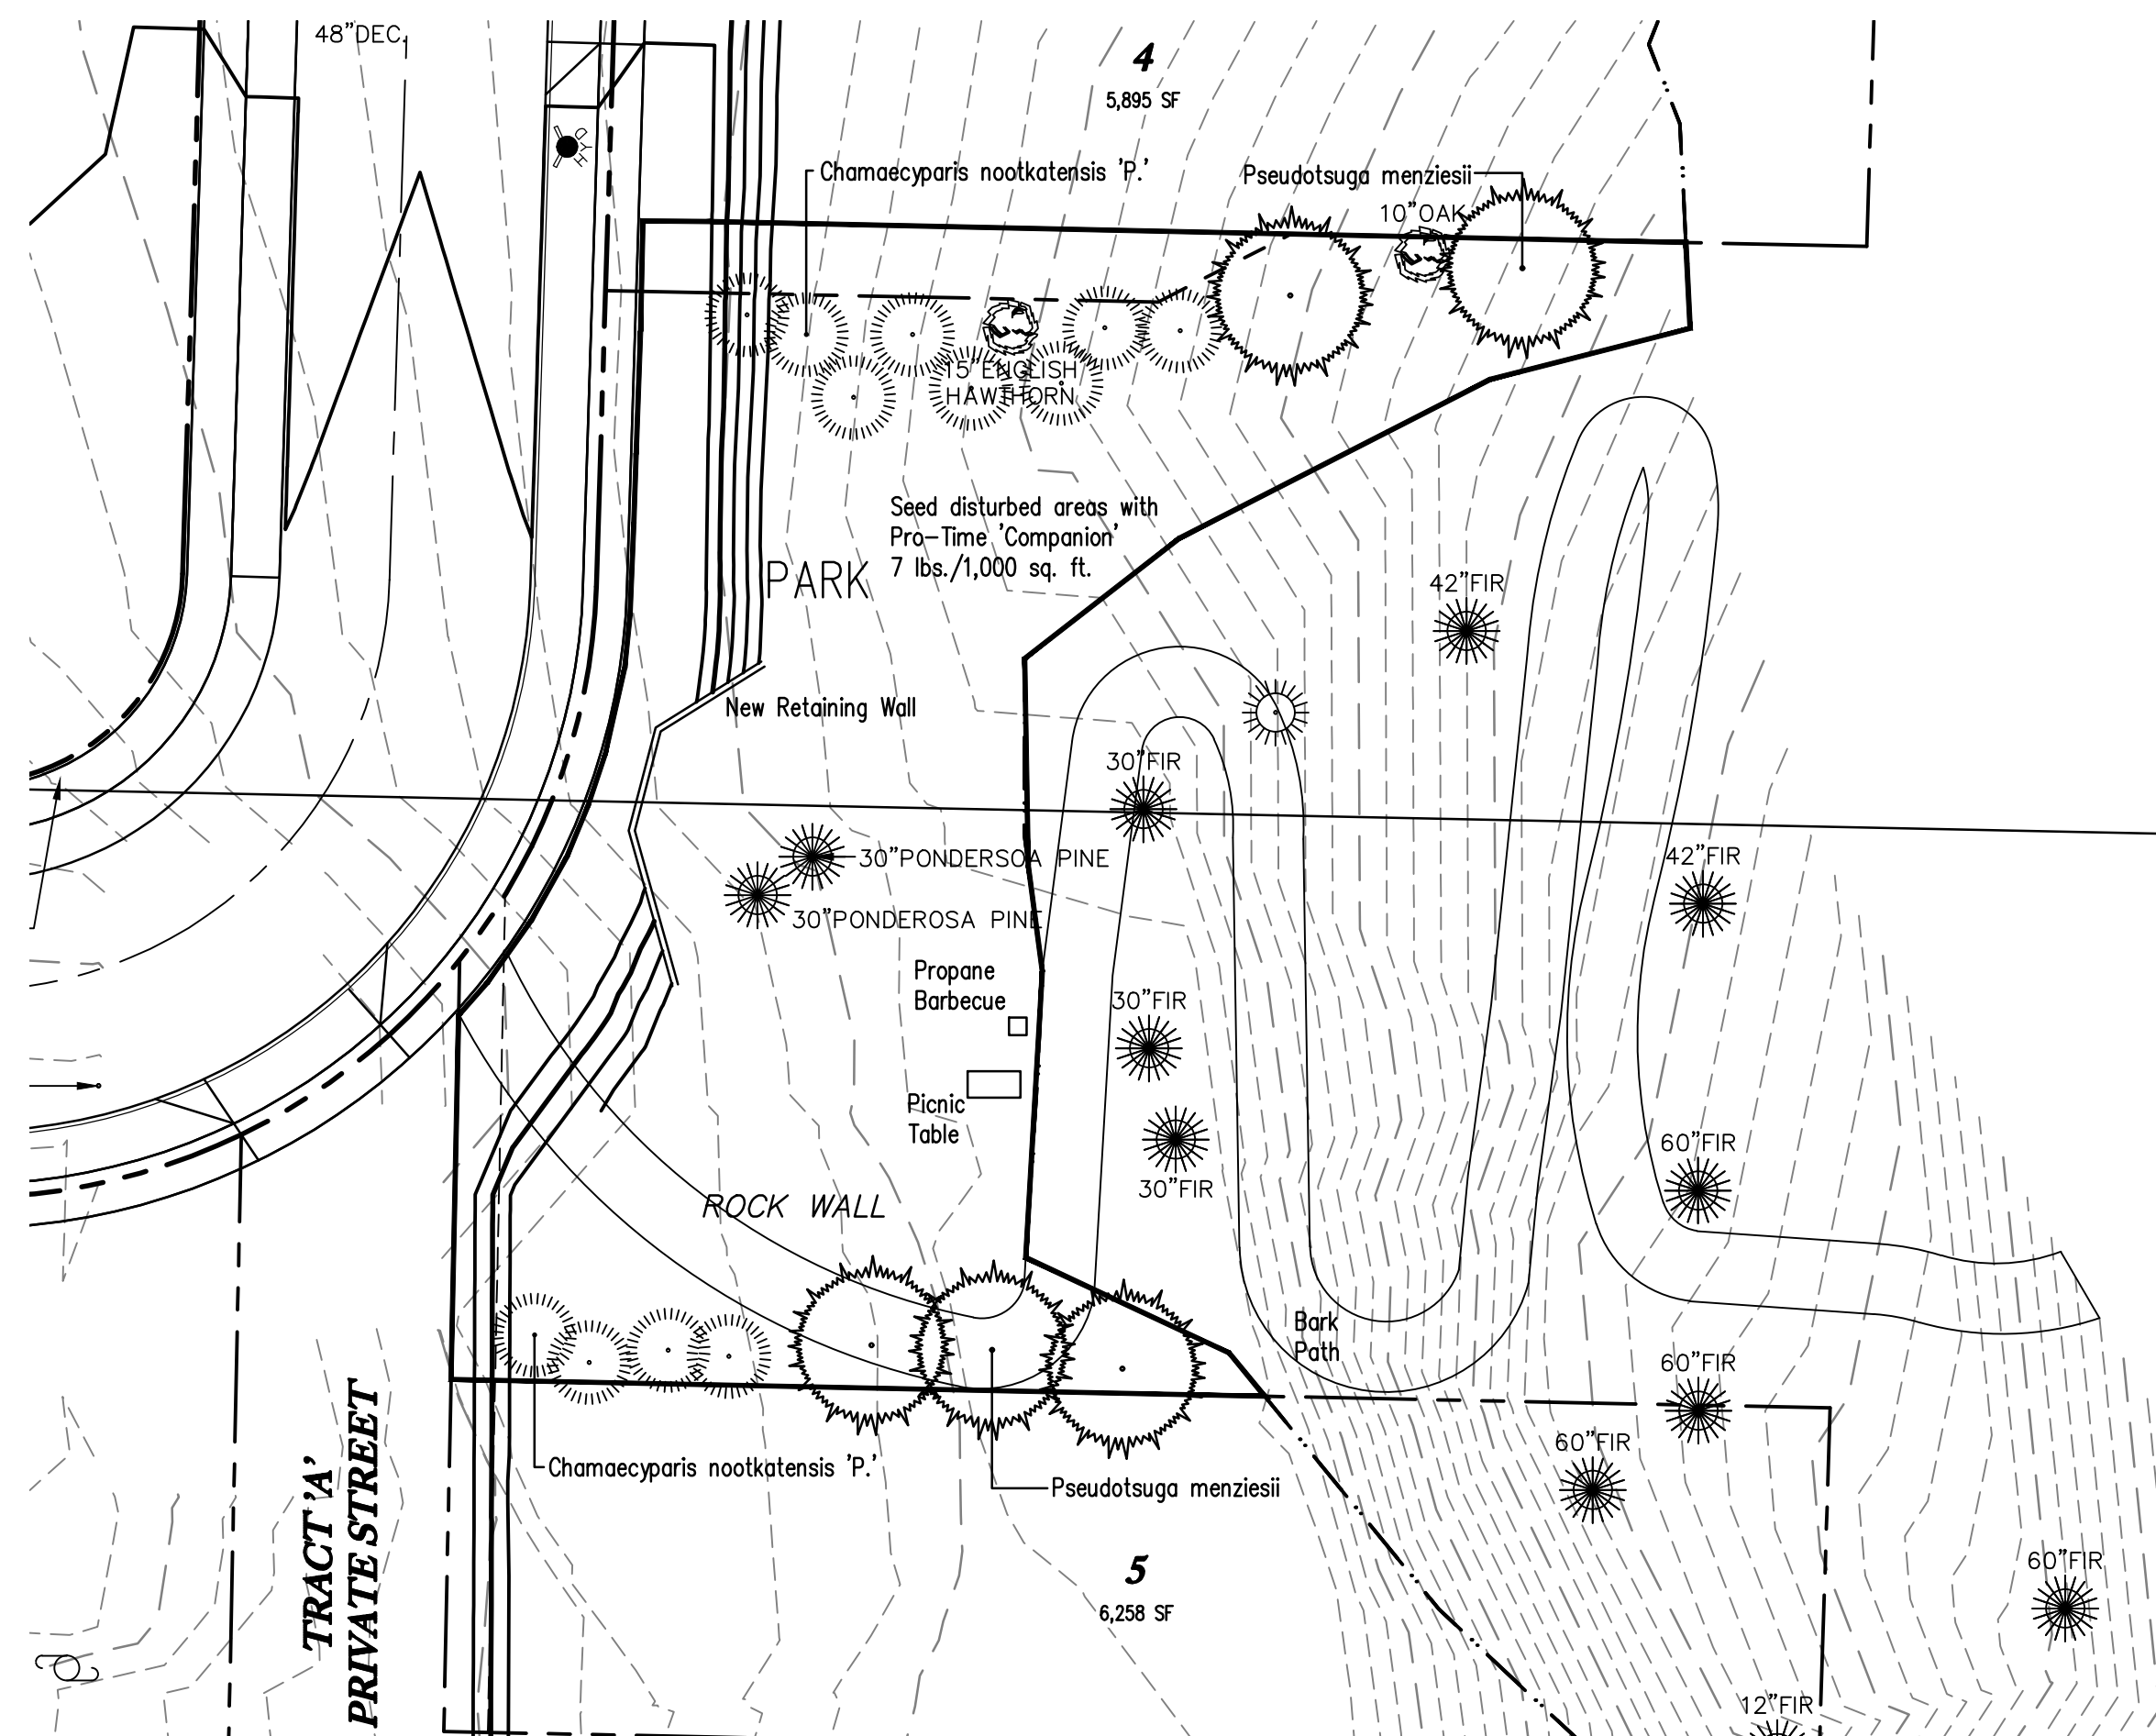 48"DEC.
4
5,895 SF
HYD
Chamaecyparis nootkatensis 'P.'
Pseudotsuga menziesii
10"OAK
15"ENGLISH
HAWTHORN
Seed disturbed areas with
Pro-Time 'Companion'
7 lbs./1,000 sq. ft.
PARK
42"FIR
New Retaining Wall
30"FIR
30"PONDERSOA PINE
42"FIR
30"PONDEROSA PINE
Propane
Barbecue
30"FIR
Picnic
Table
60"FIR
30"FIR
ROCK WALL
Bark
Path
60"FIR
60"FIR
Chamaecyparis nootkatensis 'P.'
Pseudotsuga menziesii
TRACT 'A'
PRIVATE STREET
5
6,258 SF
60"FIR
12"FIR